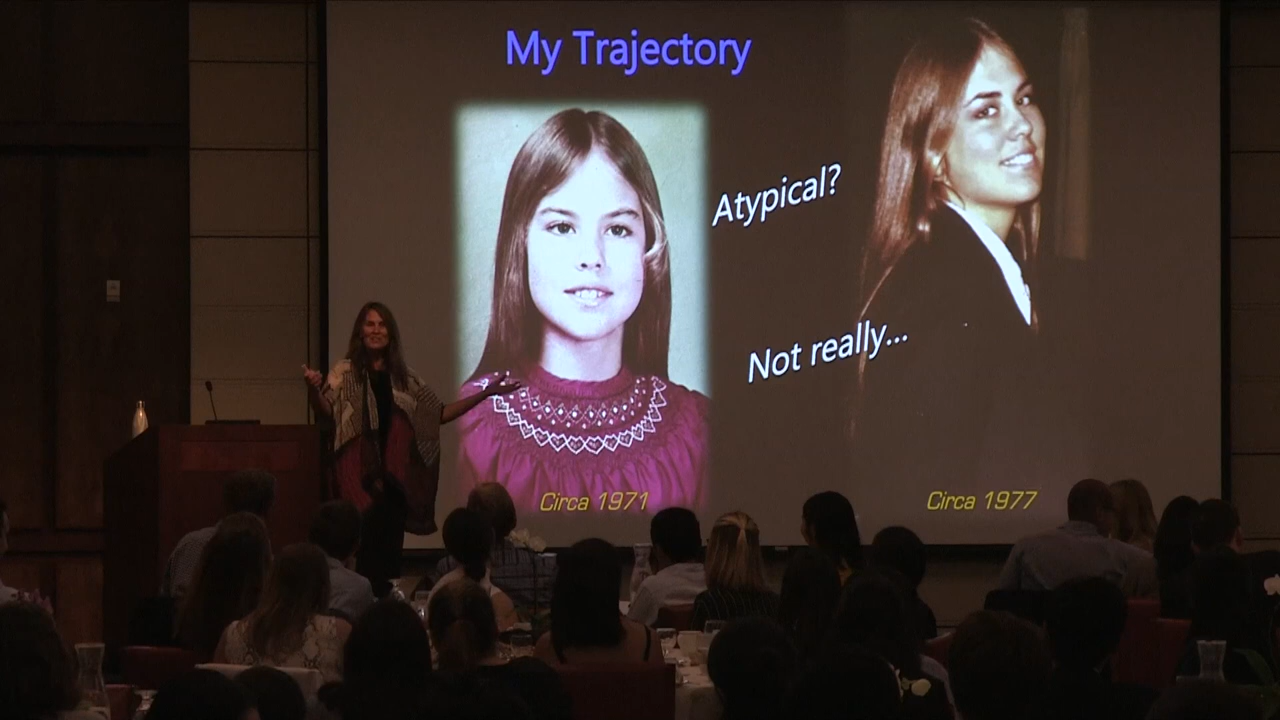 My Trajectory
Atypical?
Not really...
Circa 1971
Circa 1977